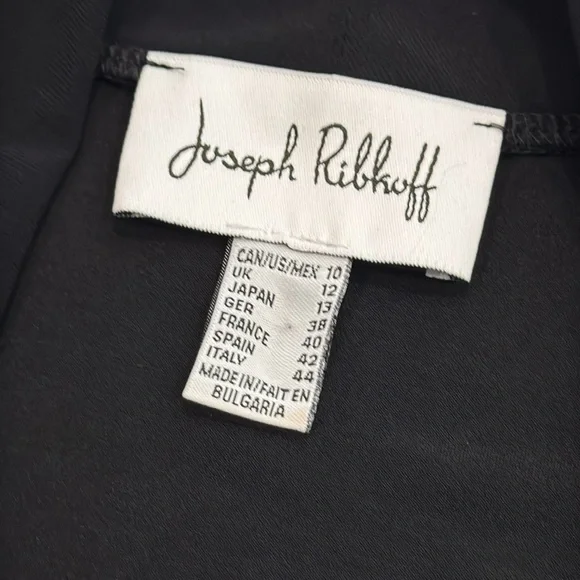 Joseph Ribkoff
CAN/US/MEX 10
UK 12
JAPAN 13
GER 38
FRANCE 40
SPAIN 42
ITALY 44
MADE IN/FAIT EN
BULGARIA